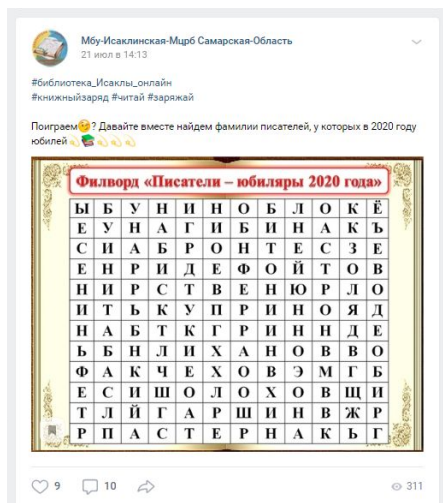 Мбу-Исаклинская-Мцрб Самарская-Область
21 июл в 14:13
#библиотека_Исаклы_онлайн
#книжныйзаряд #читай #заряжай
Поиграем? Давайте вместе найдем фамилии писателей, у которых в 2020 году
юбилей
Филворд «Писатели – юбиляры 2020 года»
Ы Б У Н И Н О Б Л О К Ё
Е У Н А Г И Б И Н А К Ъ
С И А Б Р О Н Т Е С З Е
Е Н Р И Д Е Ф О Й Т О В
Н И Р С Т В Е Н Ю Р Л О
И Т Ь К У П Р И Н О Я Д
Н А Б Т К Г Р И Н Н Д Е
Ь Б Н Л И Х А Н О В В О
Ф А К Ч Е Х О В Э М Г Б
Е С И Ш О Л О Х О В Щ И
Т Л Й Г А Р Ш И Н В Ж Р
Р П А С Т Е Р Н А К Ь Г
9
10
311